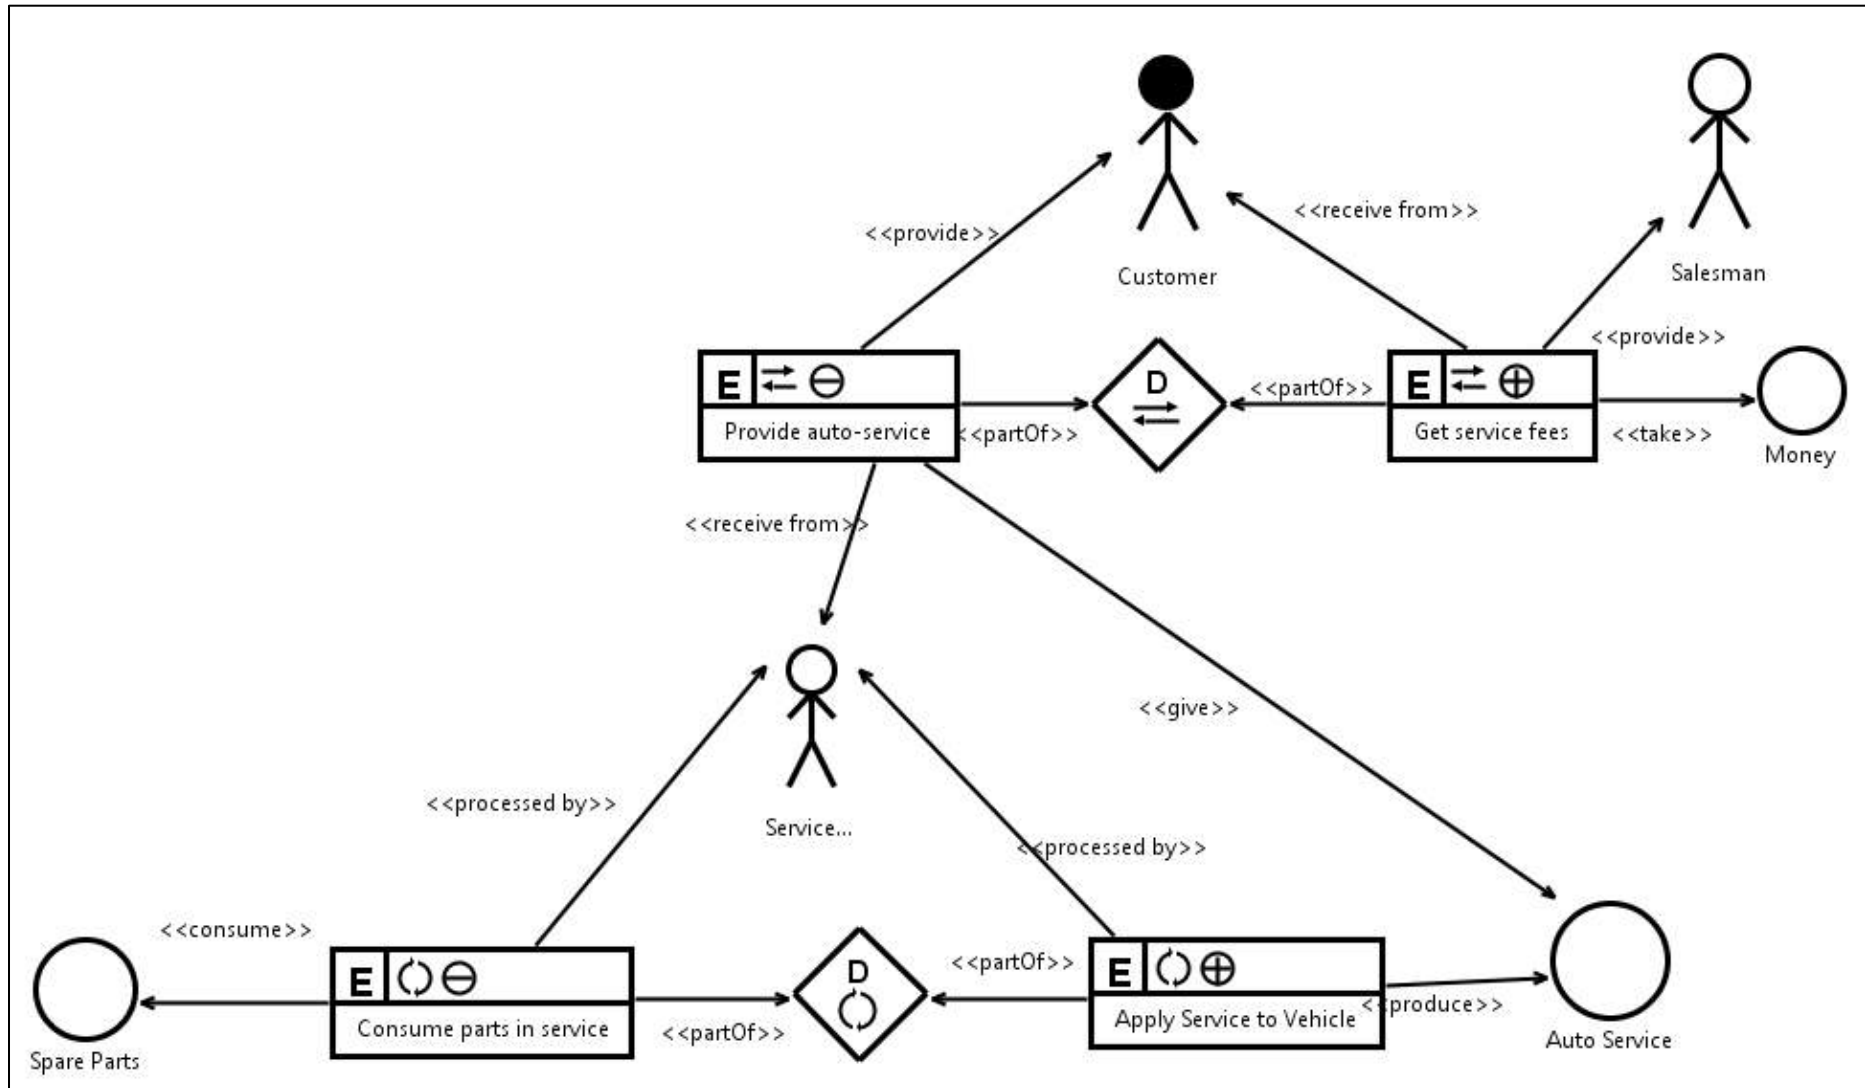 Customer
Salesman
<<provide>>
<<receive from>>
<<provide>>
E
Provide auto-service
<<partOf>>
D
<<partOf>>
E
Get service fees
<<take>>
Money
<<receive from>>
<<give>>
Service...
<<processed by>>
<<processed by>>
<<consume>>
Spare Parts
E
Consume parts in service
<<partOf>>
D
<<partOf>>
E
Apply Service to Vehicle
<<produce>>
Auto Service